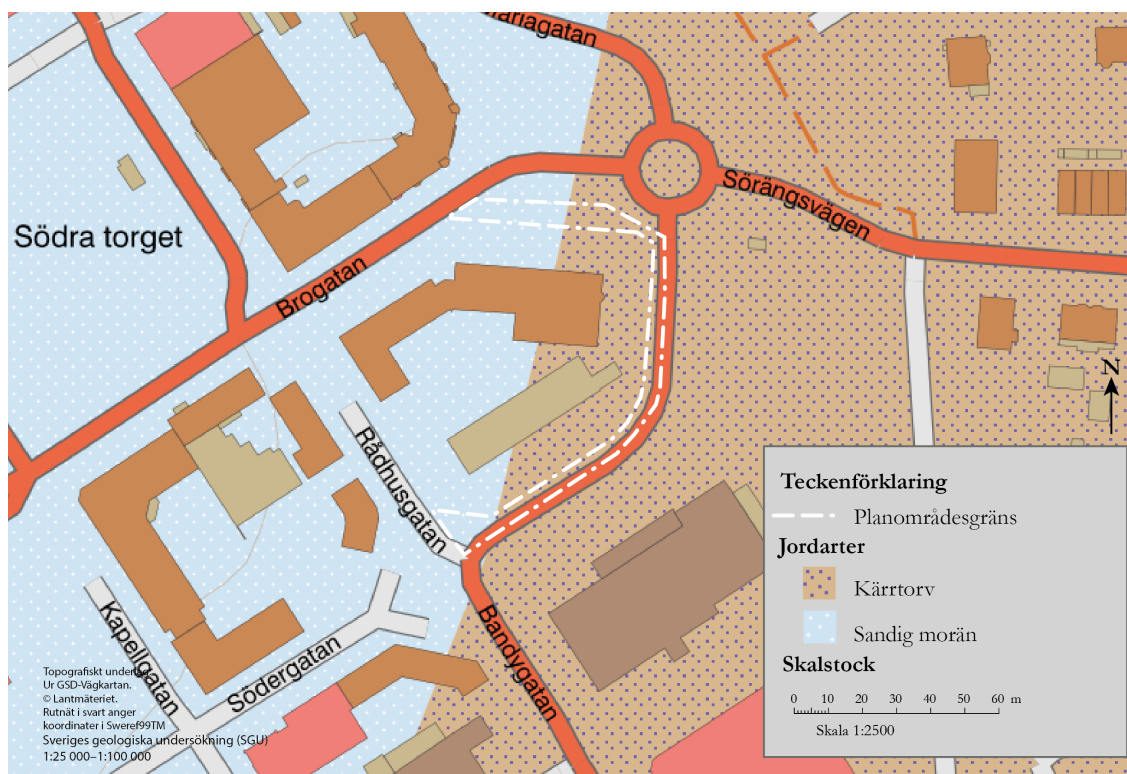 Mariagatan
Sörängsvägen
Södra torget
Brogatan
Rådhusgatan
Bandygatan
Kapellgatan
Södergatan
N
Teckenförklaring
Planområdesgräns
Jordarter
Kärrtorv
Sandig morän
Skalstock
0 10 20 30 40 50 60 m
Skala 1:2500
Topografiskt underlag:
Ur GSD-Vägkartan.
© Lantmäteriet.
Rutnät i svart anger
koordinater i Sweref99TM
Sveriges geologiska undersökning (SGU)
1:25 000–1:100 000